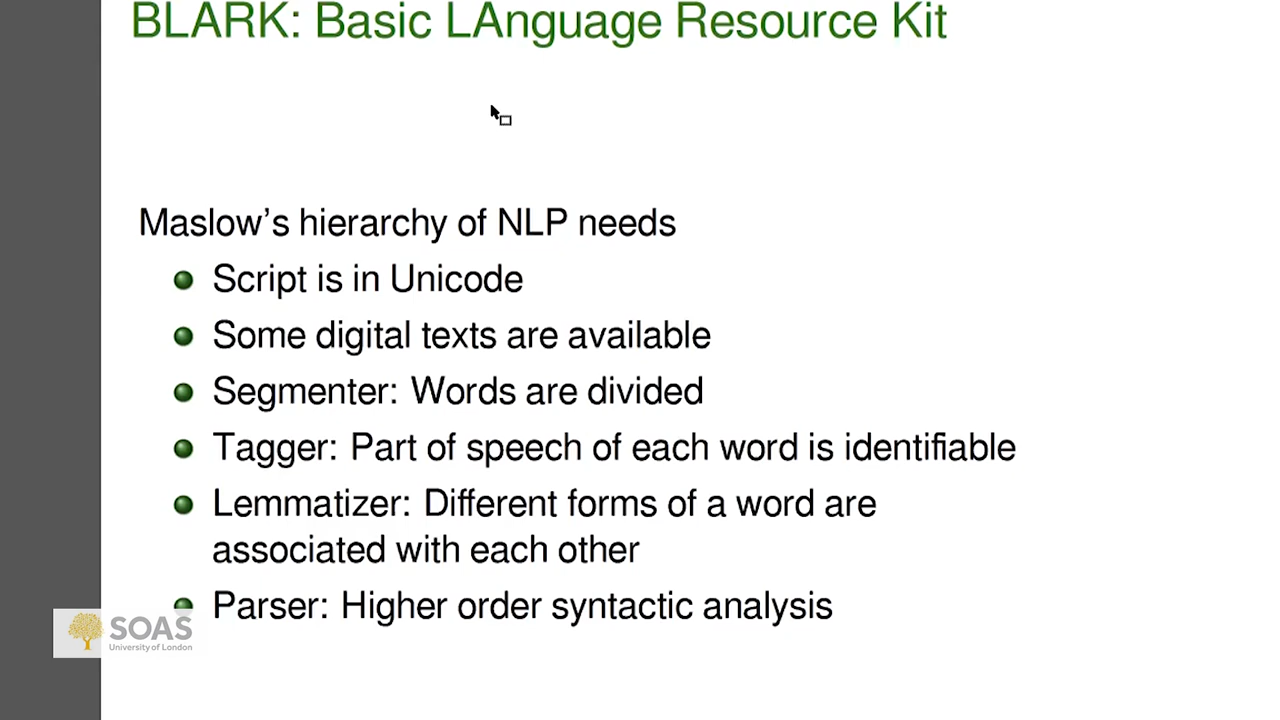 BLARK: Basic LAnguage Resource Kit
Maslow's hierarchy of NLP needs
Script is in Unicode
Some digital texts are available
Segmenter: Words are divided
Tagger: Part of speech of each word is identifiable
Lemmatizer: Different forms of a word are
associated with each other
Parser: Higher order syntactic analysis
SOAS
University of London